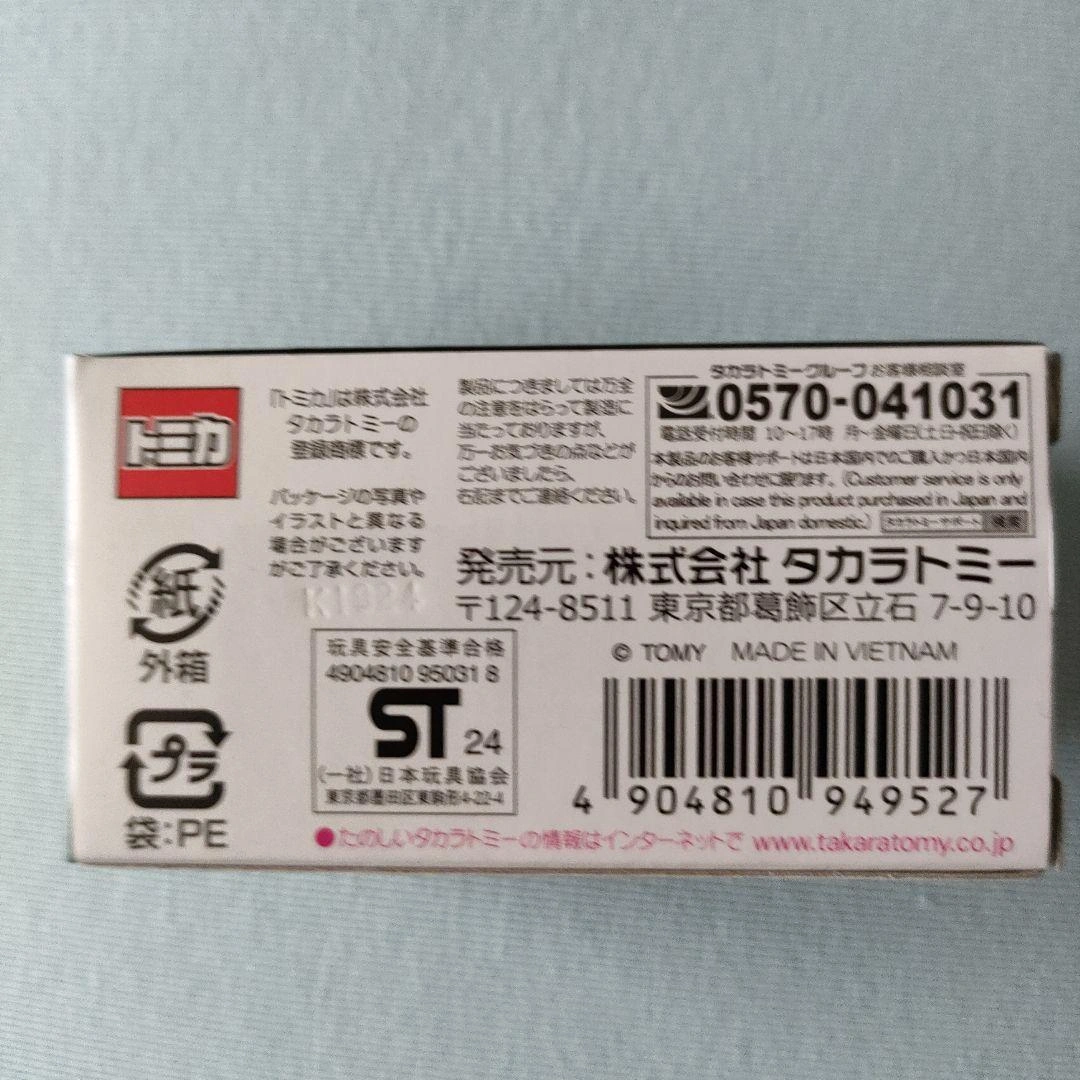 トミカ
「トミカ」は株式会社
タカラトミーの
登録商標です。
パッケージの写真や
イラストと異なる
場合がございます
がご了承ください。
K1924
製品につきましては万全
の注意をはらって製造に
当たっておりますが、
万一お気づきの点などが
ございましたら、
右記までご連絡ください。
タカラトミーグループ お客様相談室
0570-041031
電話受付時間 10～17時 月～金曜日(土日・祝日除く)
本製品のお客様サポートは日本国内でのご購入かつ日本国内
からのお問い合わせに限ります。(Customer service is only
available in case this product purchased in Japan and
inquired from Japan domestic.) タカラトミーサポート 検索
発売元：株式会社 タカラトミー
〒124-8511 東京都葛飾区立石 7-9-10
© TOMY MADE IN VIETNAM
紙
外箱
プラ
袋：PE
玩具安全基準合格
4904810 95031 8
ST 24
(一社)日本玩具協会
東京都墨田区東駒形4-22-4
4 904810 949527
●たのしいタカラトミーの情報はインターネットで www.takaratomy.co.jp